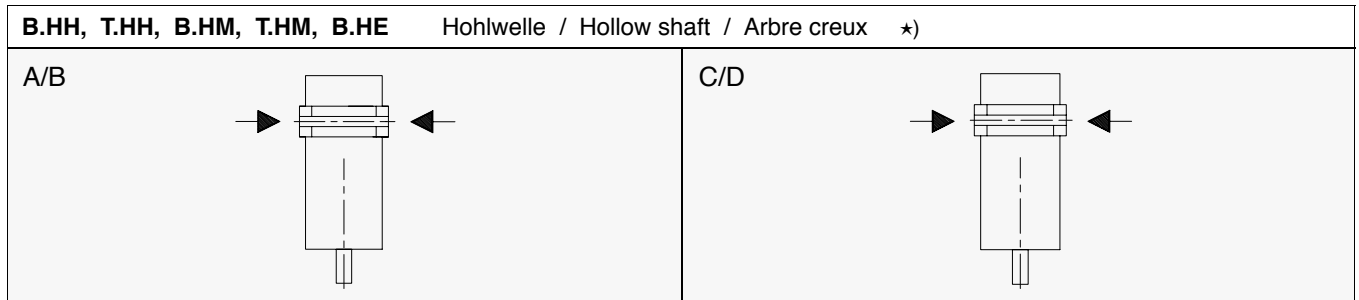 B.HH, T.HH, B.HM, T.HM, B.HE Hohlwelle / Hollow shaft / Arbre creux ⋆)
A/B
C/D